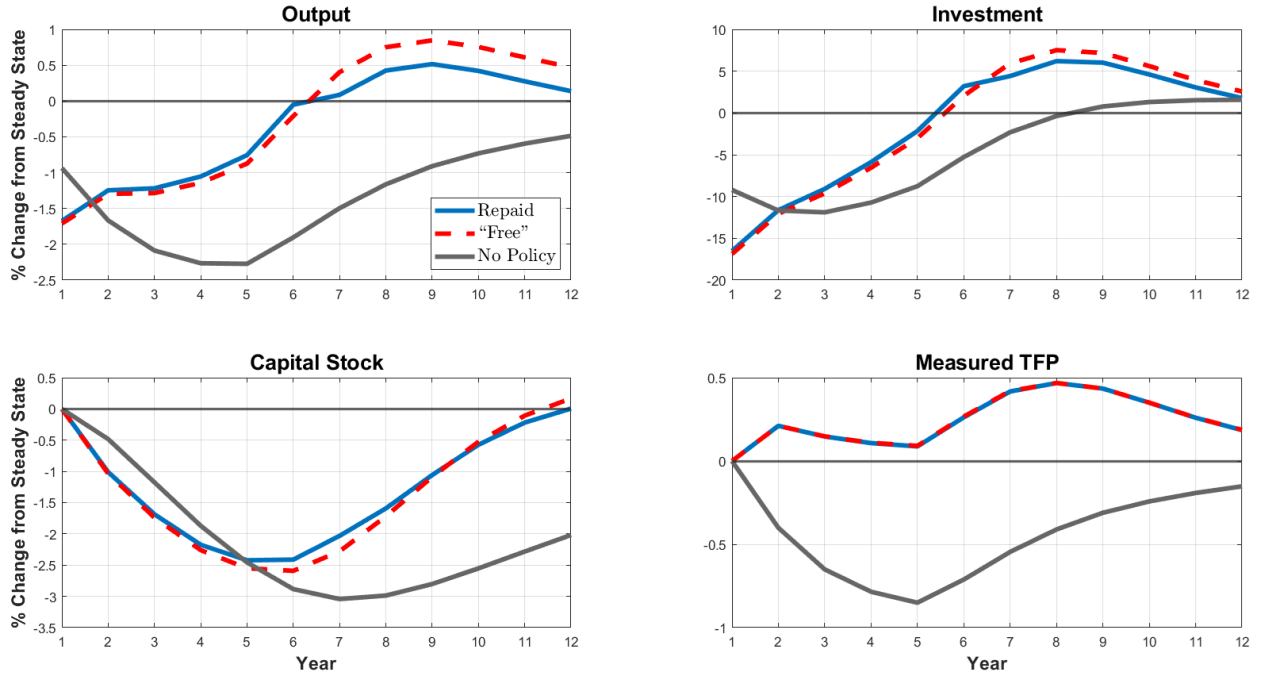 Output
% Change from Steady State
1
0.5
0
-0.5
-1
-1.5
-2
-2.5
1 2 3 4 5 6 7 8 9 10 11 12
Repaid
“Free”
No Policy
Investment
10
5
0
-5
-10
-15
-20
1 2 3 4 5 6 7 8 9 10 11 12
Capital Stock
% Change from Steady State
0.5
0
-0.5
-1
-1.5
-2
-2.5
-3
-3.5
1 2 3 4 5 6 7 8 9 10 11 12
Year
Measured TFP
0.5
0
-0.5
-1
1 2 3 4 5 6 7 8 9 10 11 12
Year